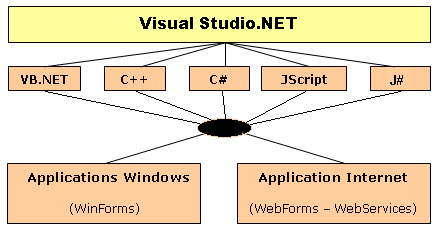 Visual Studio.NET
VB.NET C++ C# JScript J#
Applications Windows
(WinForms)
Application Internet
(WebForms – WebServices)